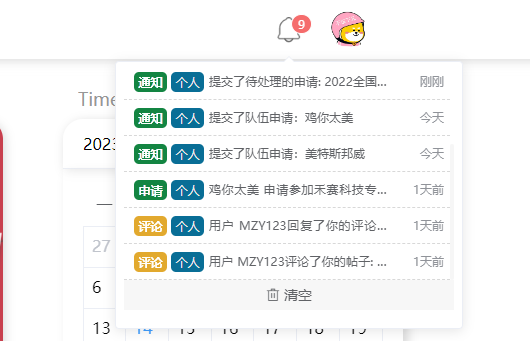 9
Time
2023
通知 个人 提交了待处理的申请: 2022全国... 刚刚
通知 个人 提交了队伍申请：鸡你太美 今天
通知 个人 提交了队伍申请：美特斯邦威 今天
申请 个人 鸡你太美 申请参加禾赛科技专... 1天前
评论 个人 用户 MZY123回复了你的评论... 1天前
评论 个人 用户 MZY123评论了你的帖子: ... 1天前
清空
一
27
6
13 14 15 16 17 18 19